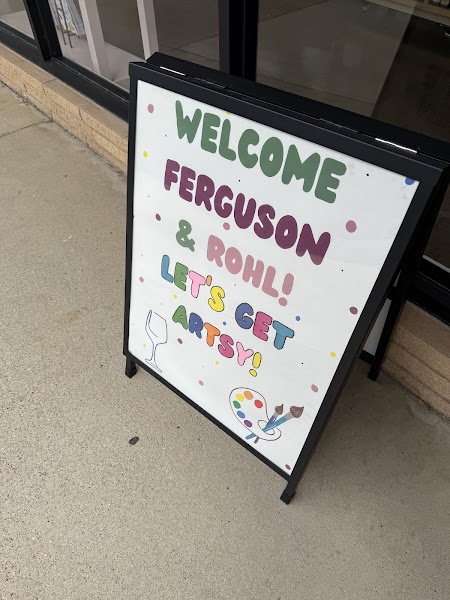 WELCOME
FERGUSON
& ROHL!
LET'S GET
ARTSY!